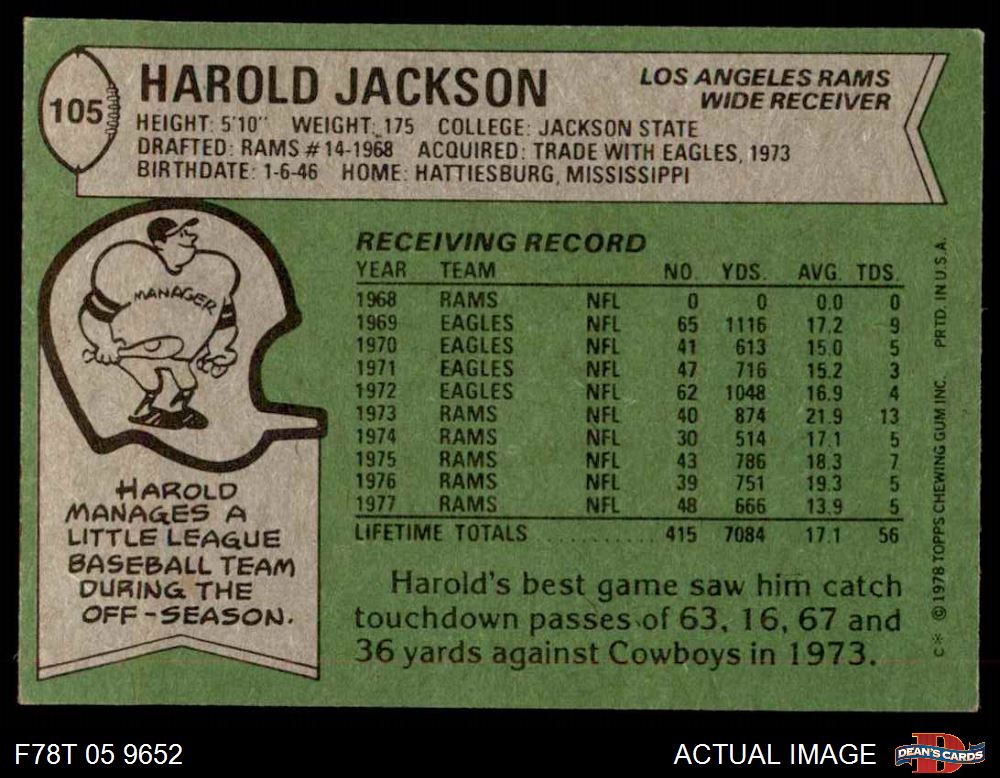 105
HAROLD JACKSON
LOS ANGELES RAMS
WIDE RECEIVER
HEIGHT: 5'10" WEIGHT: 175 COLLEGE: JACKSON STATE
DRAFTED: RAMS #14-1968 ACQUIRED: TRADE WITH EAGLES, 1973
BIRTHDATE: 1-6-46 HOME: HATTIESBURG, MISSISSIPPI
MANAGER
HAROLD
MANAGES A
LITTLE LEAGUE
BASEBALL TEAM
DURING THE
OFF-SEASON.
RECEIVING RECORD
YEAR TEAM NO. YDS. AVG. TDS.
1968 RAMS NFL 0 0 0.0 0
1969 EAGLES NFL 65 1116 17.2 9
1970 EAGLES NFL 41 613 15.0 5
1971 EAGLES NFL 47 716 15.2 3
1972 EAGLES NFL 62 1048 16.9 4
1973 RAMS NFL 40 874 21.9 13
1974 RAMS NFL 30 514 17.1 5
1975 RAMS NFL 43 786 18.3 7
1976 RAMS NFL 39 751 19.3 5
1977 RAMS NFL 48 666 13.9 5
LIFETIME TOTALS ........... 415 7084 17.1 56
Harold's best game saw him catch
touchdown passes of 63, 16, 67 and
36 yards against Cowboys in 1973.
C* © 1978 TOPPS CHEWING GUM INC. PRTD. IN U.S.A.
F78T 05 9652
ACTUAL IMAGE
D
DEAN'S CARDS